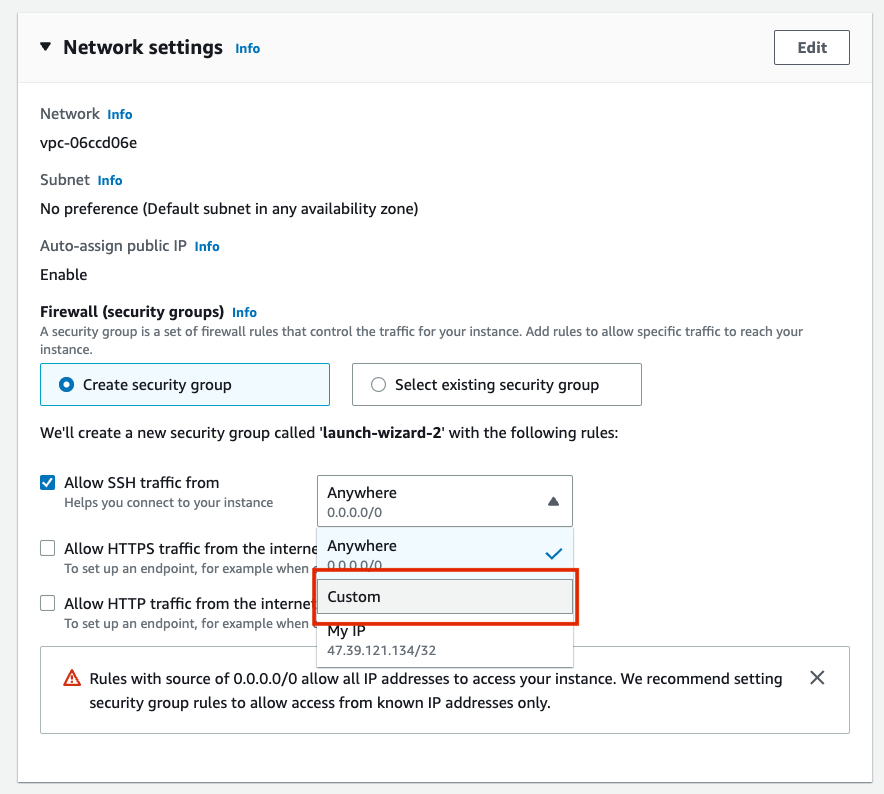 Network settings Info
Edit
Network Info
vpc-06ccd06e
Subnet Info
No preference (Default subnet in any availability zone)
Auto-assign public IP Info
Enable
Firewall (security groups) Info
A security group is a set of firewall rules that control the traffic for your instance. Add rules to allow specific traffic to reach your
instance.
Create security group
Select existing security group
We'll create a new security group called 'launch-wizard-2' with the following rules:
Allow SSH traffic from
Helps you connect to your instance
Anywhere
0.0.0.0/0
Anywhere
0.0.0.0/0
Custom
My IP
47.39.121.134/32
Allow HTTPS traffic from the
To set up an endpoint, for example when
Allow HTTP traffic from the internet
To set up an endpoint, for example when
Rules with source of 0.0.0.0/0 allow all IP addresses to access your instance. We recommend setting
security group rules to allow access from known IP addresses only.